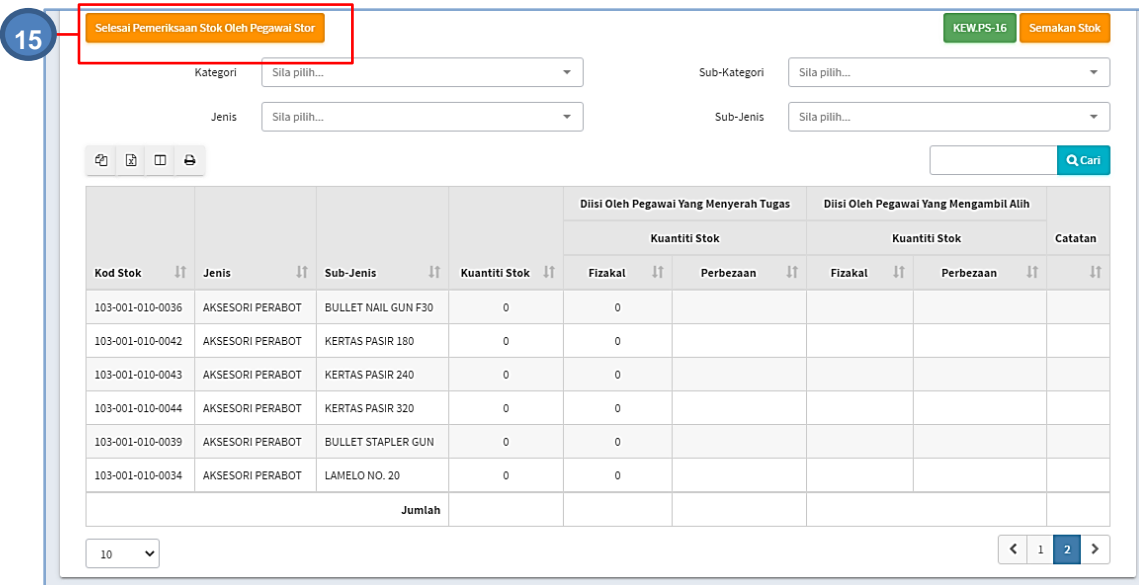 15
Selesai Pemeriksaan Stok Oleh Pegawai Stor
KEW.PS-16
Semakan Stok
Kategori Sila pilih... Sub-Kategori Sila pilih...
Jenis Sila pilih... Sub-Jenis Sila pilih...
Cari
Diisi Oleh Pegawai Yang Menyerah Tugas Diisi Oleh Pegawai Yang Mengambil Alih
Kuantiti Stok Kuantiti Stok Catatan
Kod Stok Jenis Sub-Jenis Kuantiti Stok Fizakal Perbezaan Fizakal Perbezaan
103-001-010-0036 AKSESORI PERABOT BULLET NAIL GUN F30 0 0
103-001-010-0042 AKSESORI PERABOT KERTAS PASIR 180 0 0
103-001-010-0043 AKSESORI PERABOT KERTAS PASIR 240 0 0
103-001-010-0044 AKSESORI PERABOT KERTAS PASIR 320 0 0
103-001-010-0039 AKSESORI PERABOT BULLET STAPLER GUN 0 0
103-001-010-0034 AKSESORI PERABOT LAMELO NO. 20 0 0
Jumlah
10 1 2